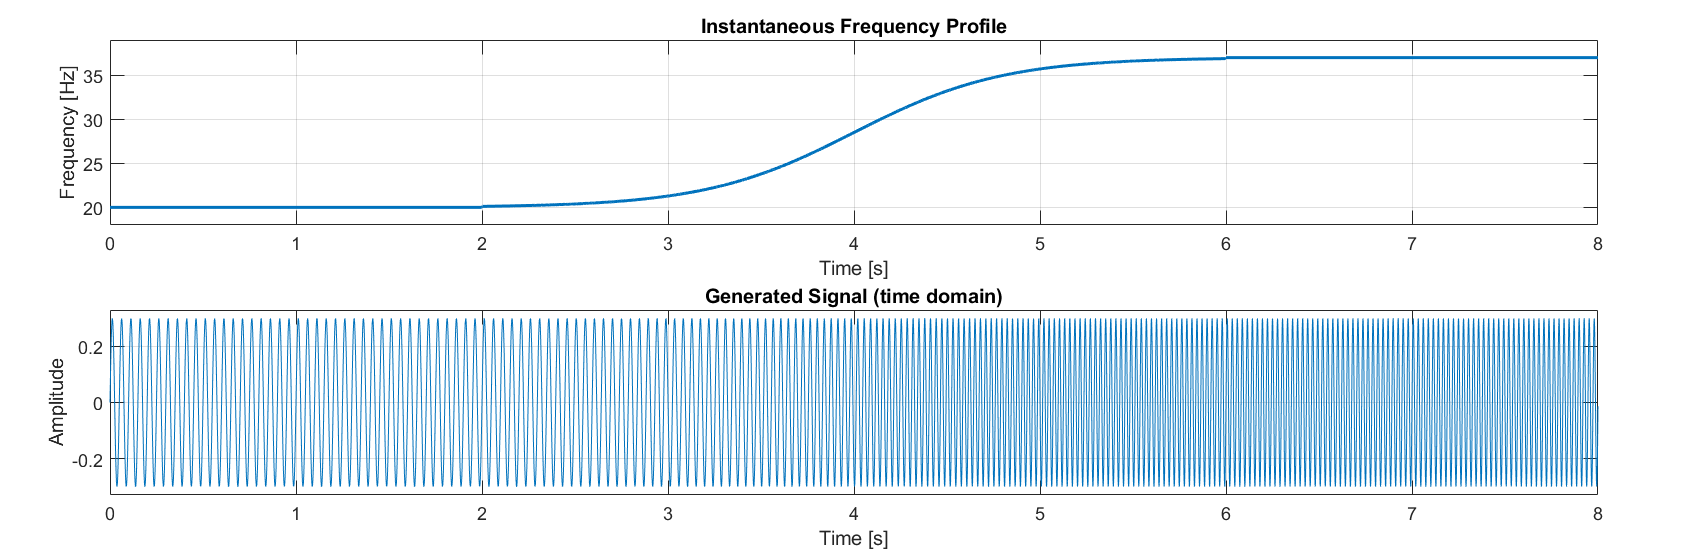 Instantaneous Frequency Profile
Frequency [Hz]
35
30
25
20
0 1 2 3 4 5 6 7 8
Time [s]
Generated Signal (time domain)
Amplitude
0.2
0
-0.2
0 1 2 3 4 5 6 7 8
Time [s]